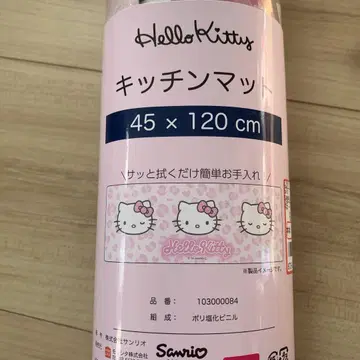 Hello Kitty
キッチンマット
45 × 120 cm
サッと拭くだけ簡単お手入れ
Hello Kitty
※製品イメージ
品番： 103000084
組成： ポリ塩化ビニル
株式会社サンリオ
Sanrio